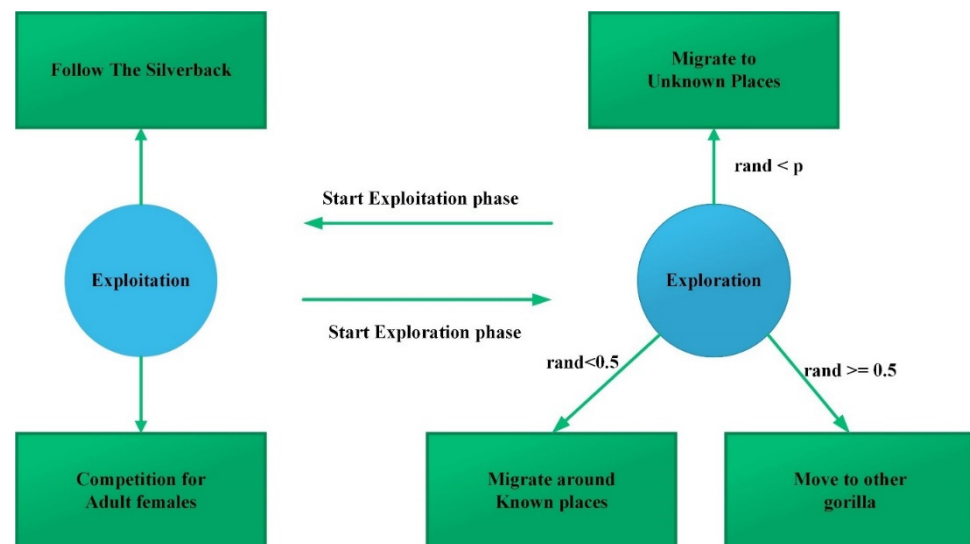 Follow The Silverback
Migrate to
Unknown Places
rand < p
Start Exploitation phase
Exploitation
Exploration
Start Exploration phase
rand<0.5
rand >= 0.5
Competition for
Adult females
Migrate around
Known places
Move to other
gorilla